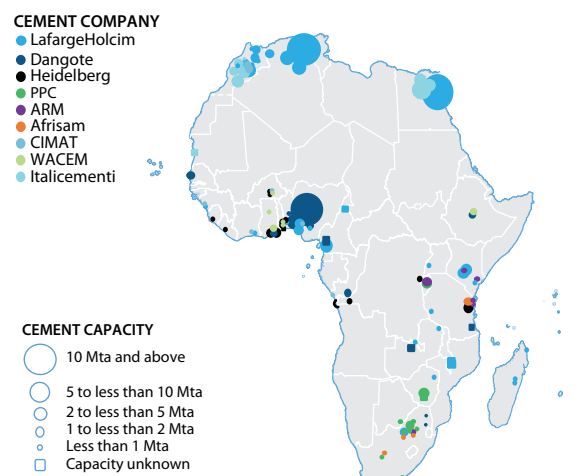 CEMENT COMPANY
LafargeHolcim
Dangote
Heidelberg
PPC
ARM
Afrisam
CIMAT
WACEM
Italicementi
CEMENT CAPACITY
10 Mta and above
5 to less than 10 Mta
2 to less than 5 Mta
1 to less than 2 Mta
Less than 1 Mta
Capacity unknown